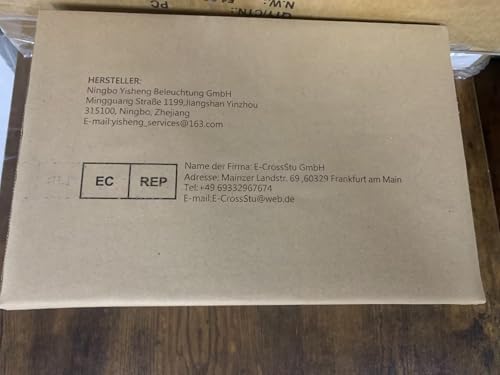 N.W.:
PC
HERSTELLER:
Ningbo Yisheng Beleuchtung GmbH
Mingguang Straße 1199,Jiangshan Yinzhou
315100, Ningbo, Zhejiang
E-mail:yisheng_services@163.com
EC REP
Name der Firma: E-CrossStu GmbH
Adresse: Mainzer Landstr. 69 ,60329 Frankfurt am Main
Tel:+49 69332967674
E-mail:E-CrossStu@web.de